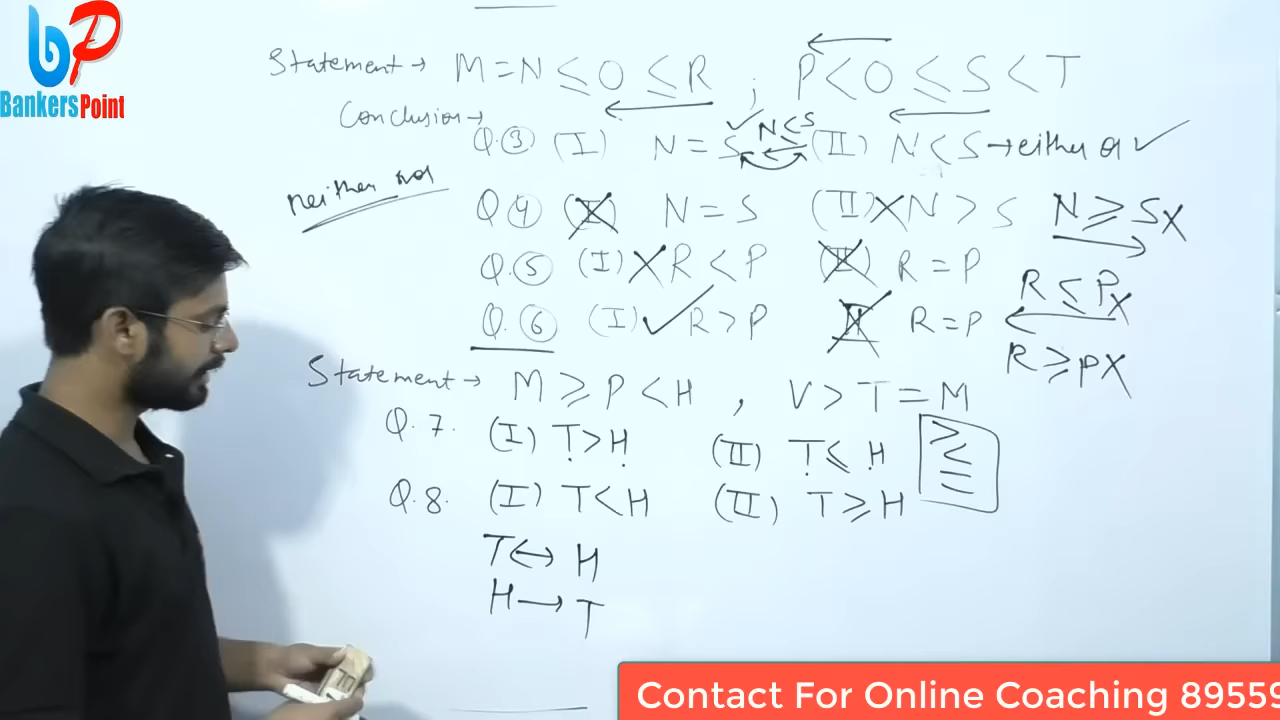 BANKERSPOINT
Statement → M = N ≤ O ≤ R ; P < O ≤ S < T
Conclusion →
Q.③ (I) N = S ✓ N ≤ S (II) N < S → either or ✓
neither nor
Q.④ (I) N = S (II) X N > S N ≥ S X
Q.⑤ (I) X R < P (II) R = P R ≤ P X
Q.⑥ (I) ✓ R > P (II) R = P R ≥ P X
Statement → M ≥ P < H , V > T = M
Q.7. (I) T > H (II) T ≤ H > < =
Q.8. (I) T < H (II) T ≥ H
T ↔ H
H → T
Contact For Online Coaching 89559